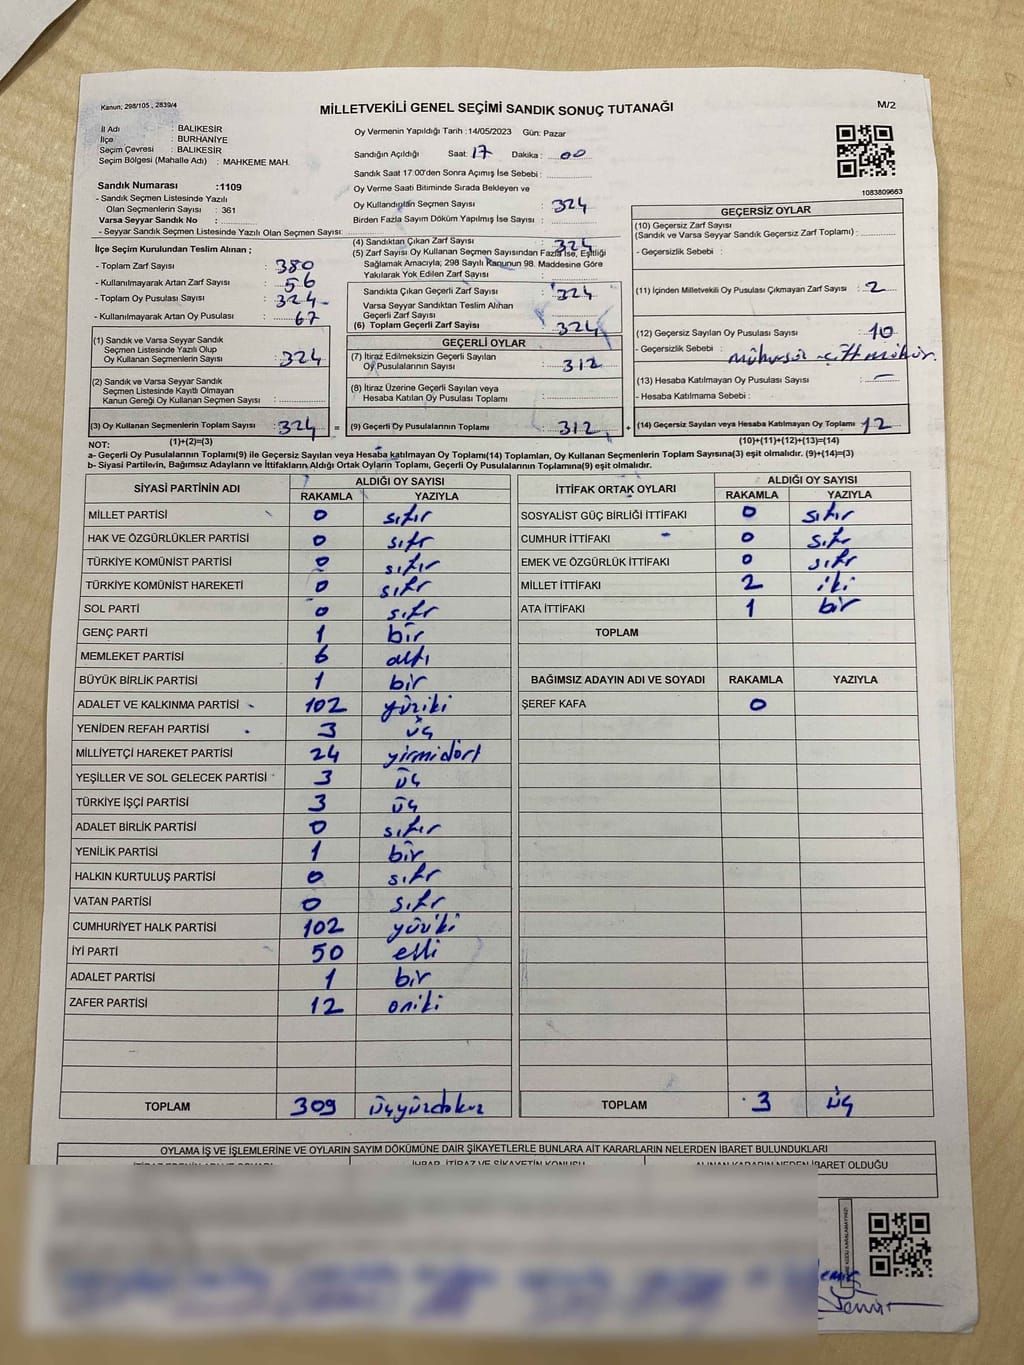 Kanun; 298/105 , 2839/4
MİLLETVEKİLİ GENEL SEÇİMİ SANDIK SONUÇ TUTANAĞI
M/2
İl Adı : BALIKESİR
İlçe : BURHANİYE
Seçim Çevresi : BALIKESİR
Seçim Bölgesi (Mahalle Adı) : MAHKEME MAH.
Sandık Numarası :1109
- Sandık Seçmen Listesinde Yazılı
Olan Seçmenlerin Sayısı : 361
Varsa Seyyar Sandık No :
- Seyyar Sandık Seçmen Listesinde Yazılı Olan Seçmen Sayısı:
Oy Vermenin Yapıldığı Tarih :14/05/2023 Gün: Pazar
Sandığın Açıldığı Saat: 17 Dakika : 00
Sandık Saat 17:00'den Sonra Açmış İse Sebebi :
Oy Verme Saati Bitiminde Sırada Bekleyen ve
Oy Kullandırılan Seçmen Sayısı : 324
Birden Fazla Sayım Döküm Yapılmış İse Sayısı :
1083809663
İlçe Seçim Kurulundan Teslim Alınan ;
- Toplam Zarf Sayısı : 380
- Kullanılmayarak Artan Zarf Sayısı : 56
- Toplam Oy Pusulası Sayısı : 324
- Kullanılmayarak Artan Oy Pusulası : 67
(1) Sandık ve Varsa Seyyar Sandık
Seçmen Listesinde Yazılı Olup
Oy Kullanan Seçmenlerin Sayısı : 324
(2) Sandık ve Varsa Seyyar Sandık
Seçmen Listesinde Kayıtlı Olmayan
Kanun Gereği Oy Kullanan Seçmen Sayısı :
(3) Oy Kullanan Seçmenlerin Toplam Sayısı : 324 =
(4) Sandıktan Çıkan Zarf Sayısı : 324
(5) Zarf Sayısı Oy Kullanan Seçmen Sayısından Fazla İse, Eşitliği
Sağlamak Amacıyla; 298 Sayılı Kanunun 98. Maddesine Göre
Yakılarak Yok Edilen Zarf Sayısı :
Sandıkta Çıkan Geçerli Zarf Sayısı : 324
Varsa Seyyar Sandıktan Teslim Alınan
Geçerli Zarf Sayısı :
(6) Toplam Geçerli Zarf Sayısı : 324
GEÇERLİ OYLAR
(7) İtiraz Edilmeksizin Geçerli Sayılan
Oy Pusulalarının Sayısı : 312
(8) İtiraz Üzerine Geçerli Sayılan veya
Hesaba Katılan Oy Pusulası Toplamı :
(9) Geçerli Oy Pusulalarının Toplamı : 312 +
GEÇERSİZ OYLAR
(10) Geçersiz Zarf Sayısı
(Sandık ve Varsa Seyyar Sandık Geçersiz Zarf Toplamı) :
- Geçersizlik Sebebi :
(11) İçinden Milletvekili Oy Pusulası Çıkmayan Zarf Sayısı : 2
(12) Geçersiz Sayılan Oy Pusulası Sayısı : 10
- Geçersizlik Sebebi : mühürsüz - çift mühür.
(13) Hesaba Katılmayan Oy Pusulası Sayısı : -
- Hesaba Katılmama Sebebi :
(14) Geçersiz Sayılan veya Hesaba Katılmayan Oy Toplamı : 12
NOT: (1)+(2)=(3)
(10)+(11)+(12)+(13)=(14)
a- Geçerli Oy Pusulalarının Toplamı(9) ile Geçersiz Sayılan veya Hesaba katılmayan Oy Toplamı(14) Toplamları, Oy Kullanan Seçmenlerin Toplam Sayısına(3) eşit olmalıdır. (9)+(14)=(3)
b- Siyasi Partilerin, Bağımsız Adayların ve İttifakların Aldığı Ortak Oyların Toplamı, Geçerli Oy Pusulalarının Toplamına(9) eşit olmalıdır.
SİYASİ PARTİNİN ADI ALDIĞI OY SAYISI
RAKAMLA YAZIYLA
MİLLET PARTİSİ 0 sıfır
HAK VE ÖZGÜRLÜKLER PARTİSİ 0 sıfr
TÜRKİYE KOMÜNİST PARTİSİ 0 sıfır
TÜRKİYE KOMÜNİST HAREKETİ 0 sıfr
SOL PARTİ 0 sıfr
GENÇ PARTİ 1 bir
MEMLEKET PARTİSİ 6 altı
BÜYÜK BİRLİK PARTİSİ 1 bir
ADALET VE KALKINMA PARTİSİ 102 yüziki
YENİDEN REFAH PARTİSİ 3 üç
MİLLİYETÇİ HAREKET PARTİSİ 24 yirmidört
YEŞİLLER VE SOL GELECEK PARTİSİ 3 üç
TÜRKİYE İŞÇİ PARTİSİ 3 üç
ADALET BİRLİK PARTİSİ 0 sıfır
YENİLİK PARTİSİ 1 bir
HALKIN KURTULUŞ PARTİSİ 0 sıfr
VATAN PARTİSİ 0 sıfr
CUMHURİYET HALK PARTİSİ 102 yüziki
İYİ PARTİ 50 elli
ADALET PARTİSİ 1 bir
ZAFER PARTİSİ 12 oniki
TOPLAM 309 üçyüzdokuz
İTTİFAK ORTAK OYLARI ALDIĞI OY SAYISI
RAKAMLA YAZIYLA
SOSYALİST GÜÇ BİRLİĞİ İTTİFAKI 0 sıfır
CUMHUR İTTİFAKI 0 sıfr
EMEK VE ÖZGÜRLÜK İTTİFAKI 0 sıfr
MİLLET İTTİFAKI 2 iki
ATA İTTİFAKI 1 bir
TOPLAM
BAĞIMSIZ ADAYIN ADI VE SOYADI RAKAMLA YAZIYLA
ŞEREF KAFA 0
TOPLAM 3 üç
OYLAMA İŞ VE İŞLEMLERİNE VE OYLARIN SAYIM DÖKÜMÜNE DAİR ŞİKAYETLERLE BUNLARA AİT KARARLARIN NELERDEN İBARET BULUNDUKLARI
İHBAR, İTİRAZ VE ŞİKAYETİN KONUSU ALINAN KARARIN NEDEN İBARET OLDUĞU